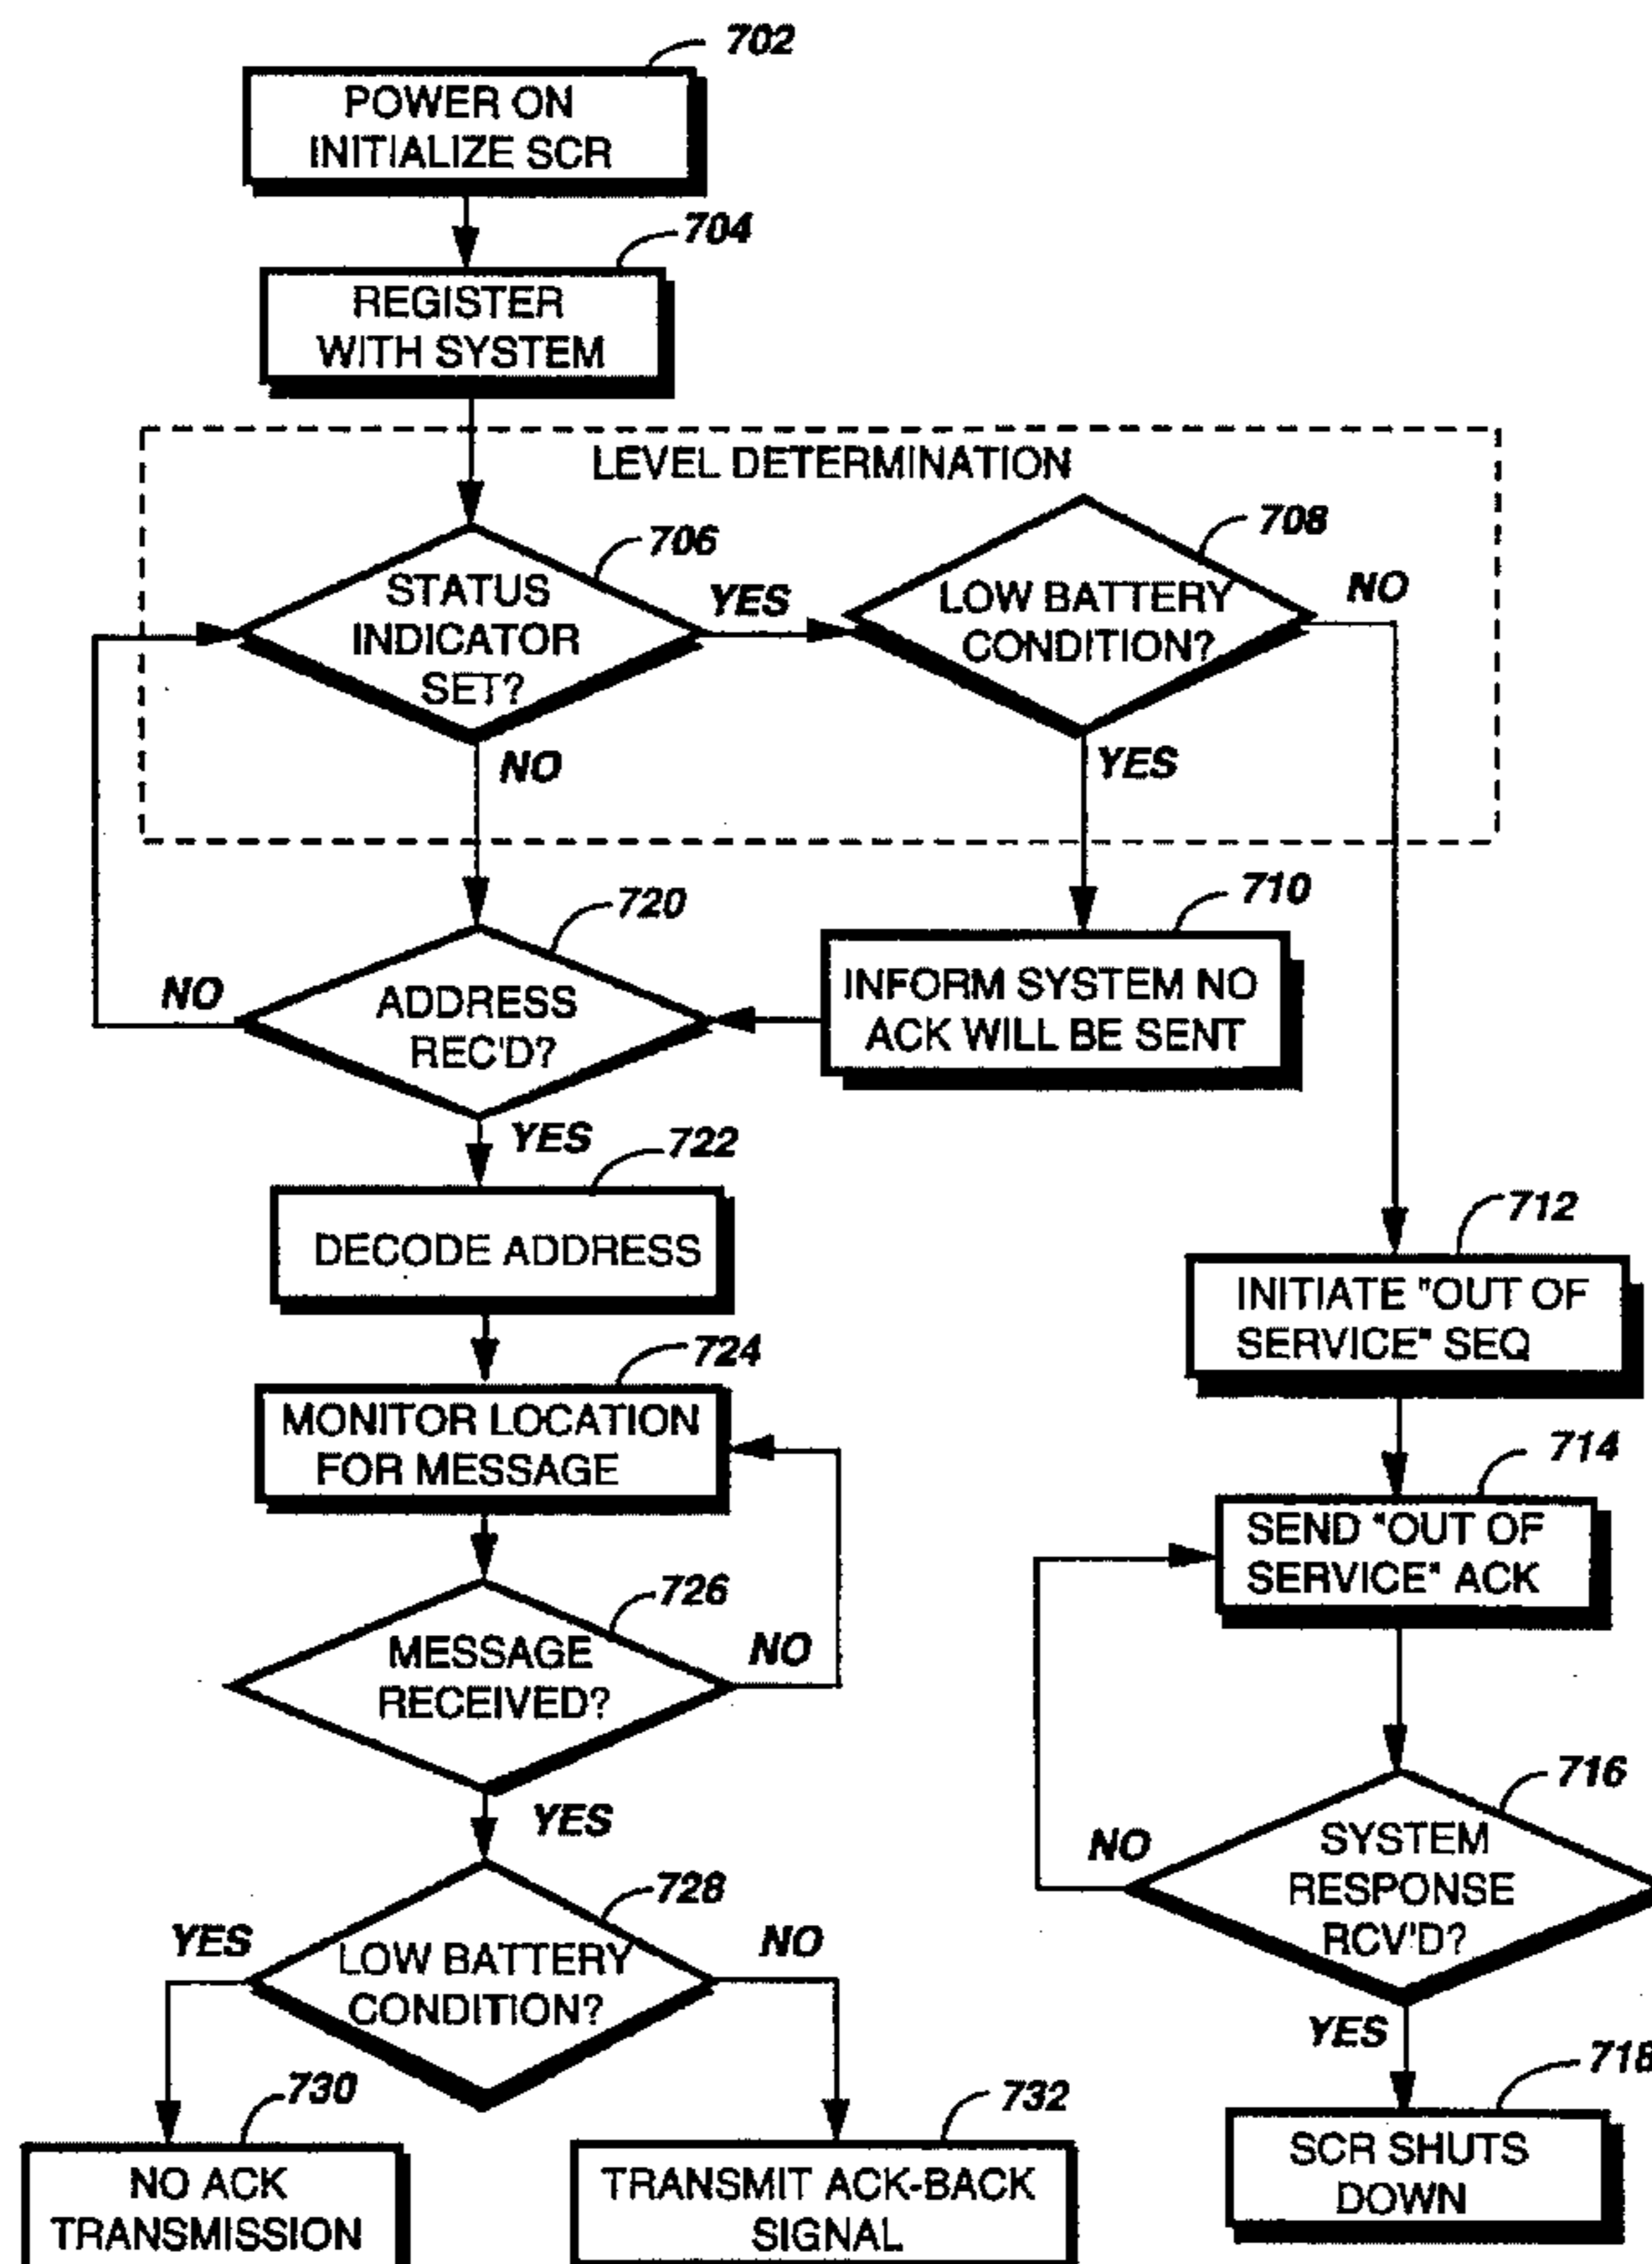 702
POWER ON
INITIALIZE SCR
704
REGISTER
WITH SYSTEM
LEVEL DETERMINATION
706
STATUS
INDICATOR
SET?
YES
NO
708
LOW BATTERY
CONDITION?
NO
YES
710
INFORM SYSTEM NO
ACK WILL BE SENT
720
ADDRESS
REC'D?
NO
YES
722
DECODE ADDRESS
724
MONITOR LOCATION
FOR MESSAGE
726
MESSAGE
RECEIVED?
NO
YES
728
LOW BATTERY
CONDITION?
YES
NO
730
NO ACK
TRANSMISSION
732
TRANSMIT ACK-BACK
SIGNAL
712
INITIATE "OUT OF
SERVICE" SEQ
714
SEND "OUT OF
SERVICE" ACK
716
SYSTEM
RESPONSE
RCV'D?
NO
YES
718
SCR SHUTS
DOWN